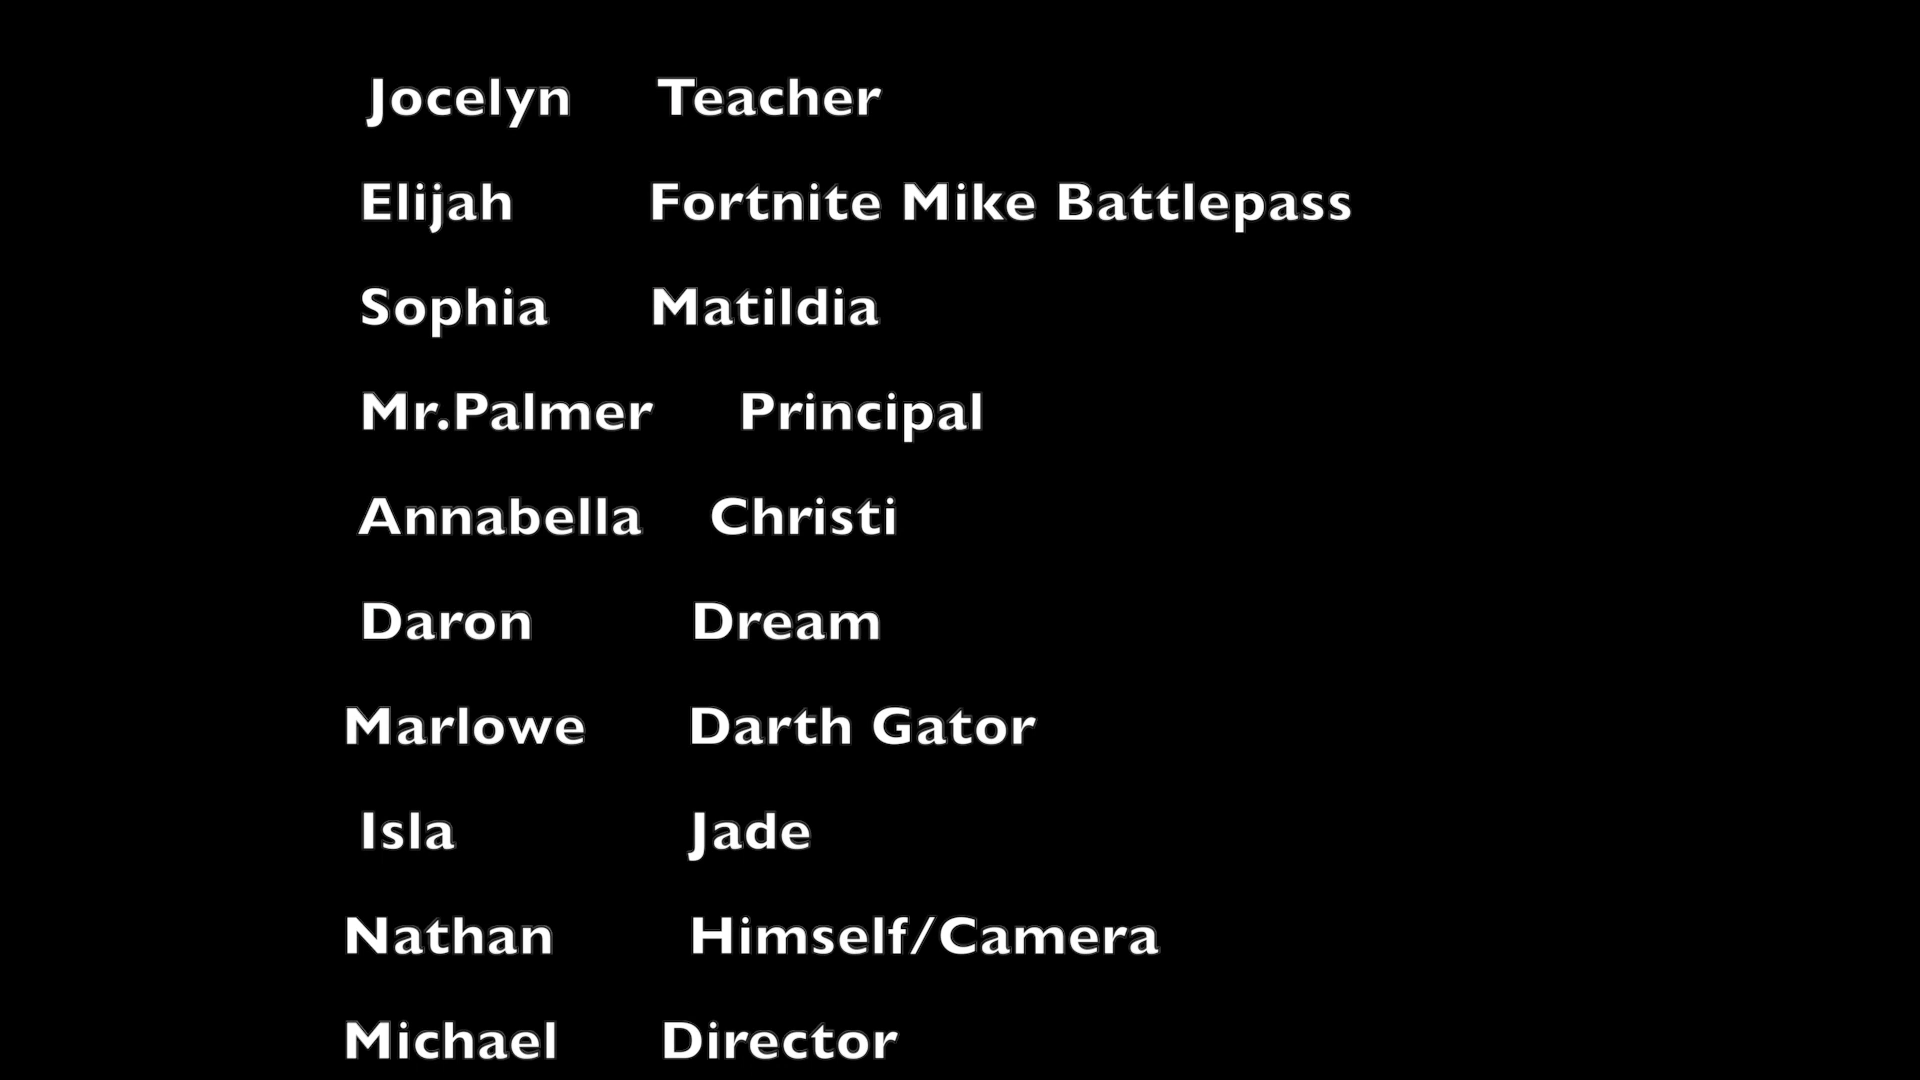 Jocelyn Teacher
Elijah Fortnite Mike Battlepass
Sophia Matildia
Mr.Palmer Principal
Annabella Christi
Daron Dream
Marlowe Darth Gator
Isla Jade
Nathan Himself/Camera
Michael Director